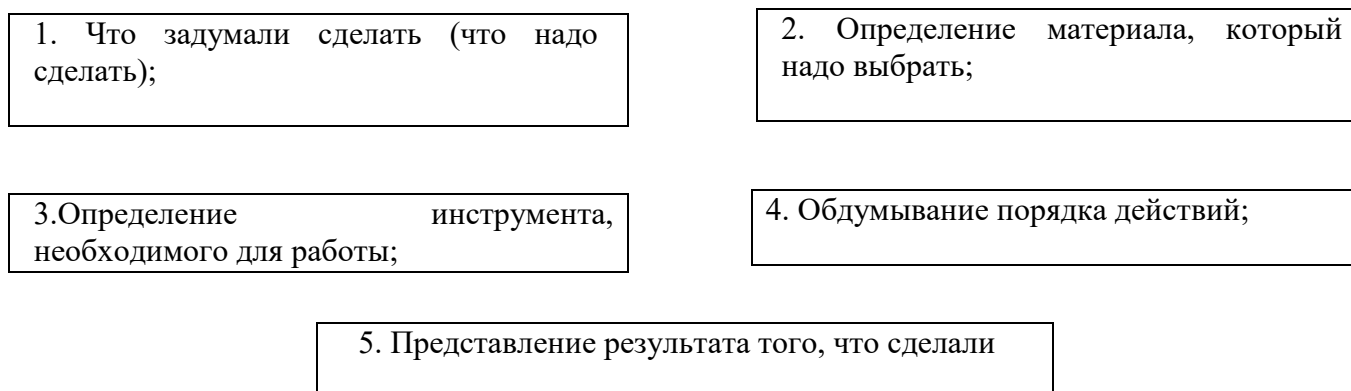 1. Что задумали сделать (что надо
сделать);
2. Определение материала, который
надо выбрать;
3.Определение инструмента,
необходимого для работы;
4. Обдумывание порядка действий;
5. Представление результата того, что сделали